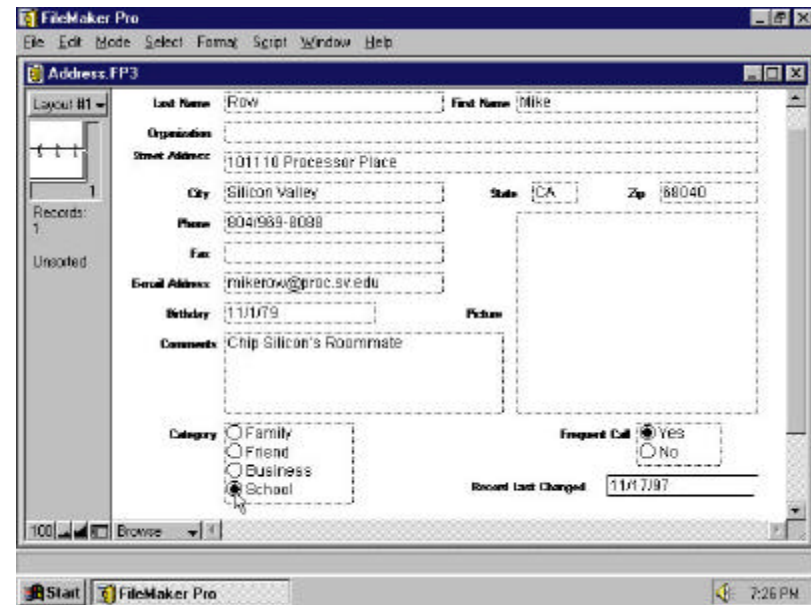 FileMaker Pro
File Edit Mode Select Format Script Window Help
Address.FP3
Layout #1
Last Name Row First Name Mike
Organization
Street Address 101110 Processor Place
1
City Silicon Valley State CA Zip 68040
Records:
1
Phone 804/969-8088
Fax
Unsorted
E-mail Address mikerow@proc.sv.edu
Birthday 11/1/79 Picture
Comments Chip Silicon's Roommate
Category Family Frequent Call Yes
Friend No
Business
School Record Last Changed 11/17/97
100 Browse
Start FileMaker Pro 7:26 PM